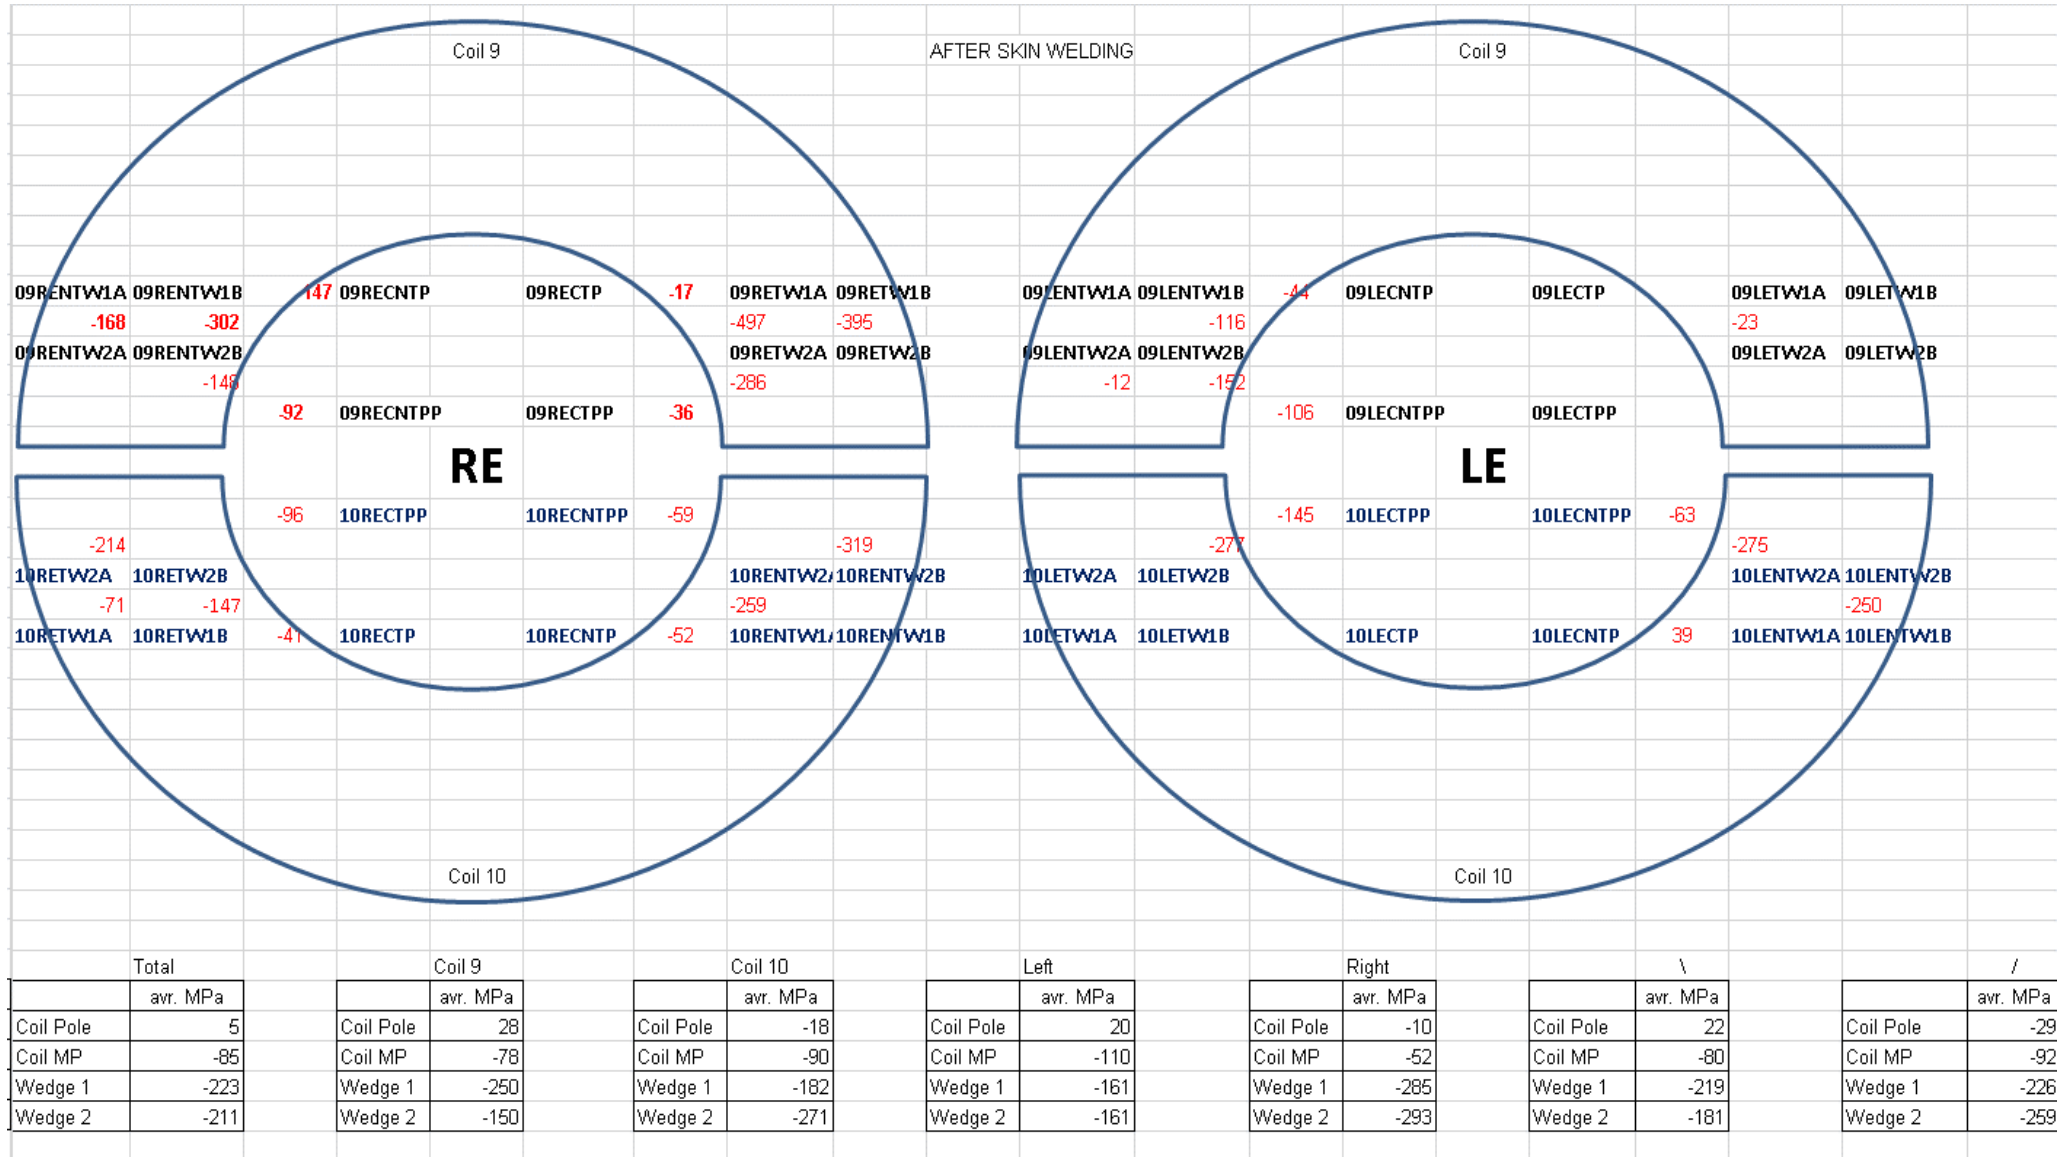 Coil 9 AFTER SKIN WELDING Coil 9
09RENTW1A 09RENTW1B 147 09RECNTP 09RECTP -17 09RETW1A 09RETW1B 09LENTW1A 09LENTW1B -44 09LECNTP 09LECTP 09LETW1A 09LETW1B
-168 -302 -497 -395 -116 -23
09RENTW2A 09RENTW2B 09RETW2A 09RETW2B 09LENTW2A 09LENTW2B 09LETW2A 09LETW2B
-148 -286 -12 -152
-92 09RECNTPP 09RECTPP -36 -106 09LECNTPP 09LECTPP
RE LE
-96 10RECTPP 10RECNTPP -59 -145 10LECTPP 10LECNTPP -63
-214 -319 -277 -275
10RETW2A 10RETW2B 10RENTW2/ 10RENTW2B 10LETW2A 10LETW2B 10LENTW2A 10LENTW2B
-71 -147 -259 -250
10RETW1A 10RETW1B -41 10RECTP 10RECNTP -52 10RENTW1/ 10RENTW1B 10LETW1A 10LETW1B 10LECTP 10LECNTP 39 10LENTW1A 10LENTW1B
Coil 10 Coil 10
Total Coil 9 Coil 10 Left Right \ /
avr. MPa avr. MPa avr. MPa avr. MPa avr. MPa avr. MPa avr. MPa
Coil Pole 5 Coil Pole 28 Coil Pole -18 Coil Pole 20 Coil Pole -10 Coil Pole 22 Coil Pole -29
Coil MP -85 Coil MP -78 Coil MP -90 Coil MP -110 Coil MP -52 Coil MP -80 Coil MP -92
Wedge 1 -223 Wedge 1 -250 Wedge 1 -182 Wedge 1 -161 Wedge 1 -285 Wedge 1 -219 Wedge 1 -226
Wedge 2 -211 Wedge 2 -150 Wedge 2 -271 Wedge 2 -161 Wedge 2 -293 Wedge 2 -181 Wedge 2 -259